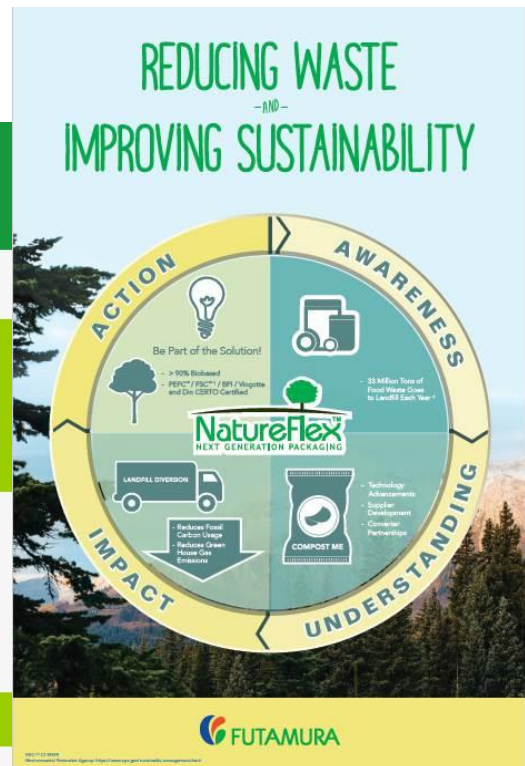 REDUCING WASTE
-AND-
IMPROVING SUSTAINABILITY
ACTION
AWARENESS
Be Part of the Solution!
- > 90% Biobased
- PEFC™ / FSC™¹ / BPI / Vinçotte
and Din CERTO Certified
- 33 Million Tons of
Food Waste Goes
to Landfill Each Year
NatureFlex™
NEXT GENERATION PACKAGING
LANDFILL DIVERSION
- Reduces Fossil
Carbon Usage
- Reduces Green
House Gas
Emissions
COMPOST ME
- Technology
Advancements
- Supplier
Development
- Converter
Partnerships
IMPACT
UNDERSTANDING
FUTAMURA